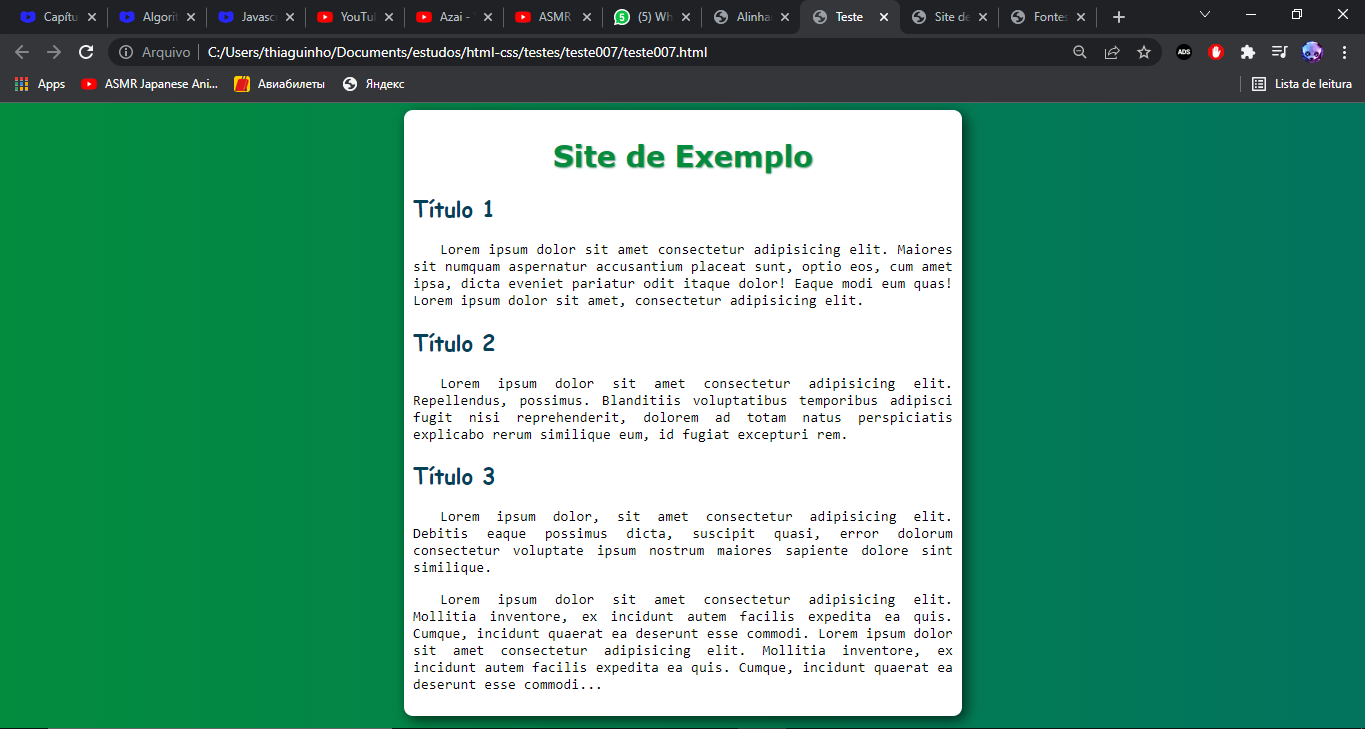 Capítu Algorit Javasc YouTu Azai - ASMR (5) Wh Alinha Teste Site de Fontes
Arquivo C:/Users/thiaguinho/Documents/estudos/html-css/testes/teste007/teste007.html ADS
Apps ASMR Japanese Ani... Авиабилеты Яндекс Lista de leitura
Site de Exemplo
Título 1
Lorem ipsum dolor sit amet consectetur adipisicing elit. Maiores
sit numquam aspernatur accusantium placeat sunt, optio eos, cum amet
ipsa, dicta eveniet pariatur odit itaque dolor! Eaque modi eum quas!
Lorem ipsum dolor sit amet, consectetur adipisicing elit.
Título 2
Lorem ipsum dolor sit amet consectetur adipisicing elit.
Repellendus, possimus. Blanditiis voluptatibus temporibus adipisci
fugit nisi reprehenderit, dolorem ad totam natus perspiciatis
explicabo rerum similique eum, id fugiat excepturi rem.
Título 3
Lorem ipsum dolor, sit amet consectetur adipisicing elit.
Debitis eaque possimus dicta, suscipit quasi, error dolorum
consectetur voluptate ipsum nostrum maiores sapiente dolore sint
similique.
Lorem ipsum dolor sit amet consectetur adipisicing elit.
Mollitia inventore, ex incidunt autem facilis expedita ea quis.
Cumque, incidunt quaerat ea deserunt esse commodi. Lorem ipsum dolor
sit amet consectetur adipisicing elit. Mollitia inventore, ex
incidunt autem facilis expedita ea quis. Cumque, incidunt quaerat ea
deserunt esse commodi...